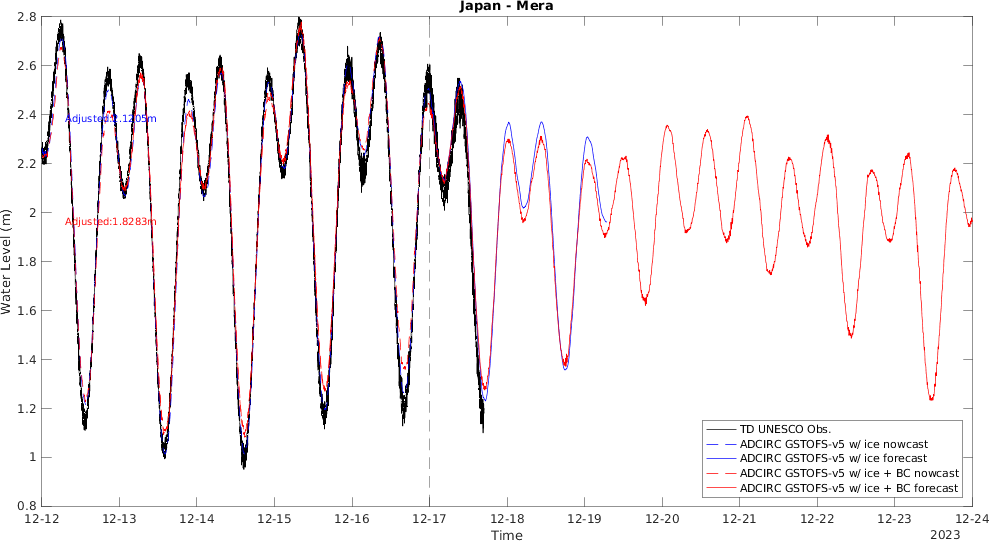 Japan - Mera
2.8
2.6
2.4
2.2
2
1.8
1.6
1.4
1.2
1
0.8
Water Level (m)
Adjusted:2.1205m
Adjusted:1.8283m
TD UNESCO Obs.
ADCIRC GSTOFS-v5 w/ ice nowcast
ADCIRC GSTOFS-v5 w/ ice forecast
ADCIRC GSTOFS-v5 w/ ice + BC nowcast
ADCIRC GSTOFS-v5 w/ ice + BC forecast
12-12 12-13 12-14 12-15 12-16 12-17 12-18 12-19 12-20 12-21 12-22 12-23 12-24
Time
2023